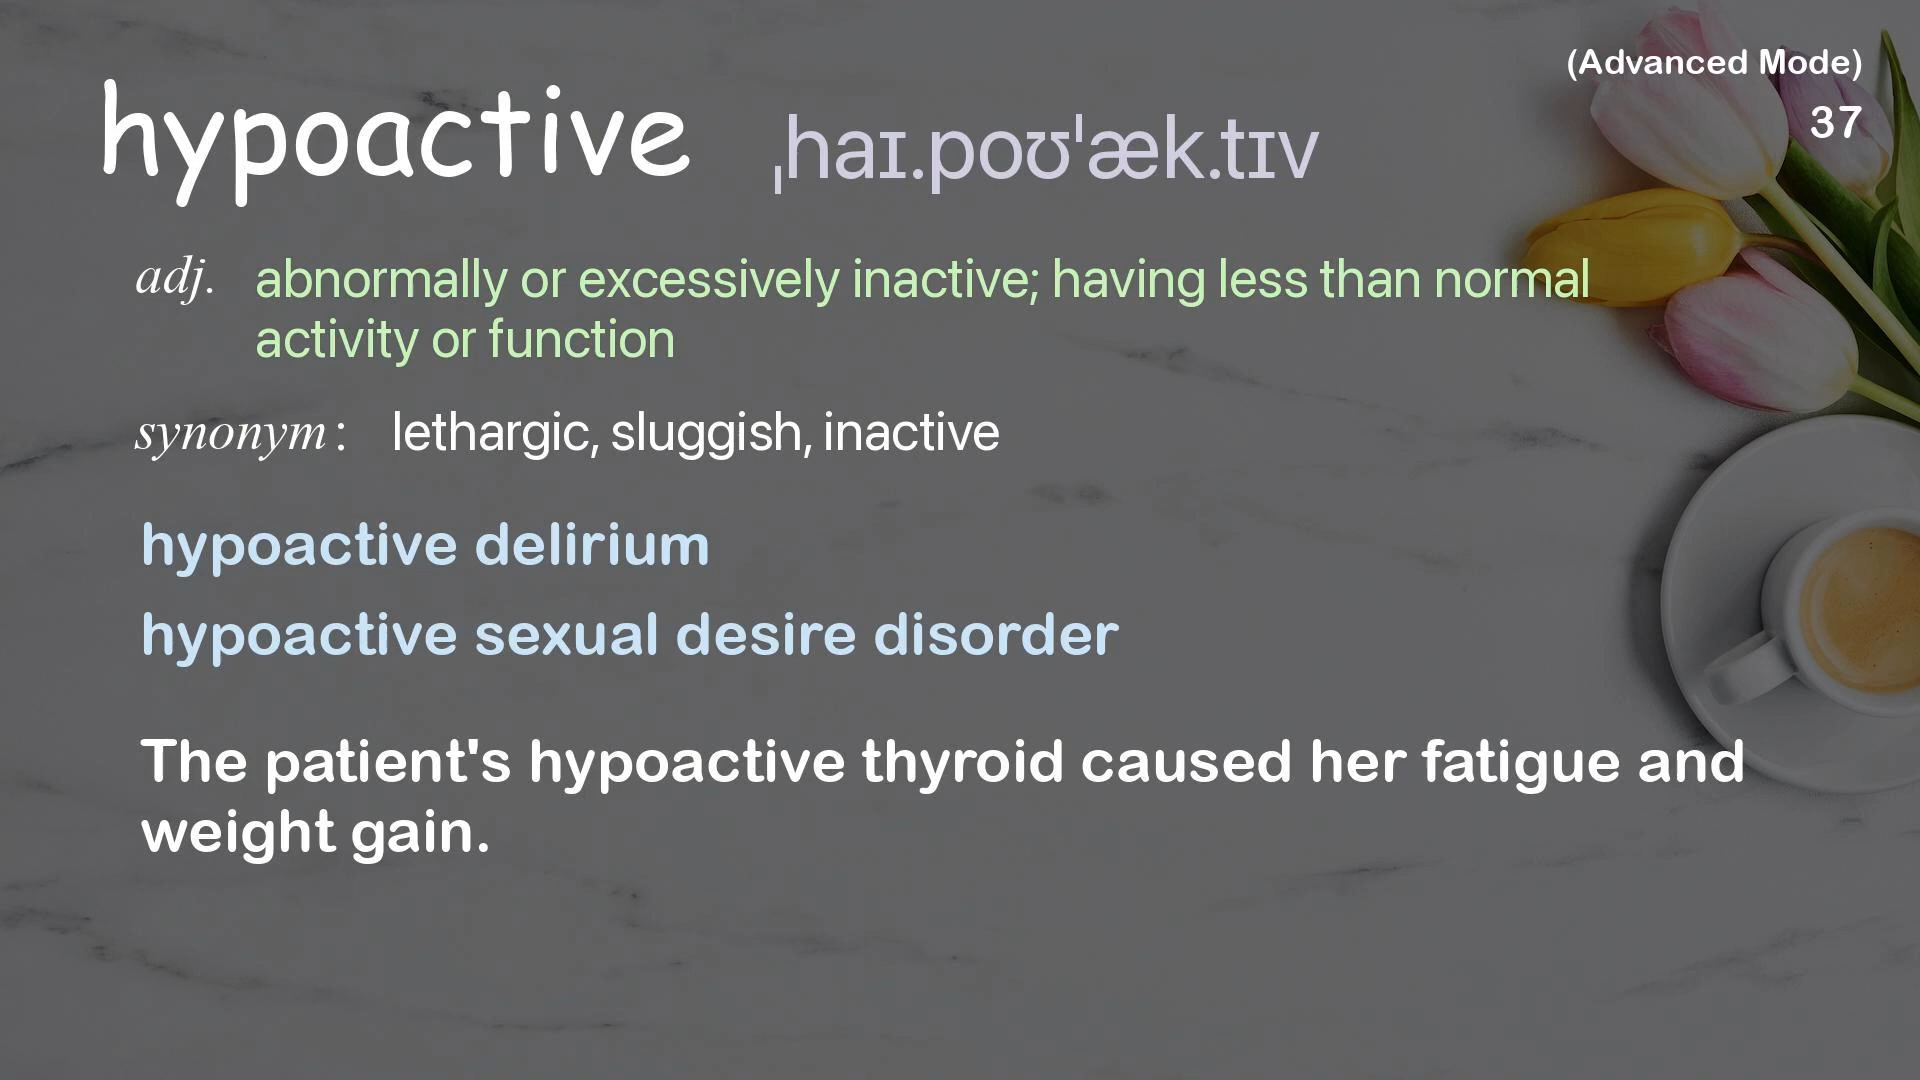 (Advanced Mode)
37
hypoactive ˌhaɪ.poʊˈæk.tɪv
adj. abnormally or excessively inactive; having less than normal
activity or function
synonym: lethargic, sluggish, inactive
hypoactive delirium
hypoactive sexual desire disorder
The patient's hypoactive thyroid caused her fatigue and
weight gain.